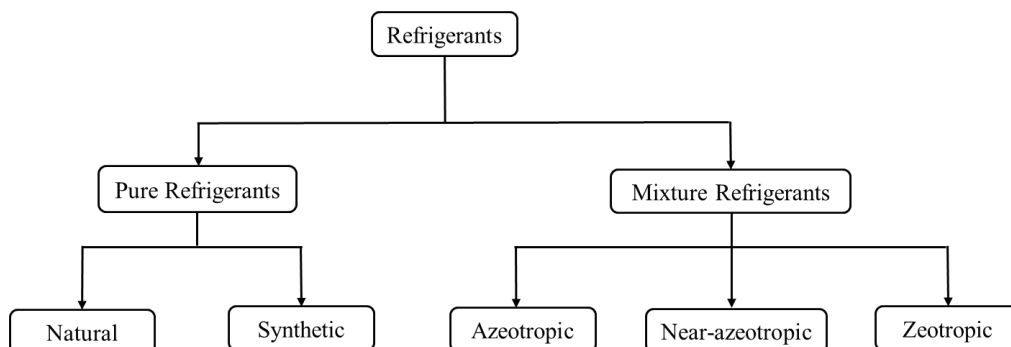 Refrigerants
Pure Refrigerants
Mixture Refrigerants
Natural
Synthetic
Azeotropic
Near-azeotropic
Zeotropic